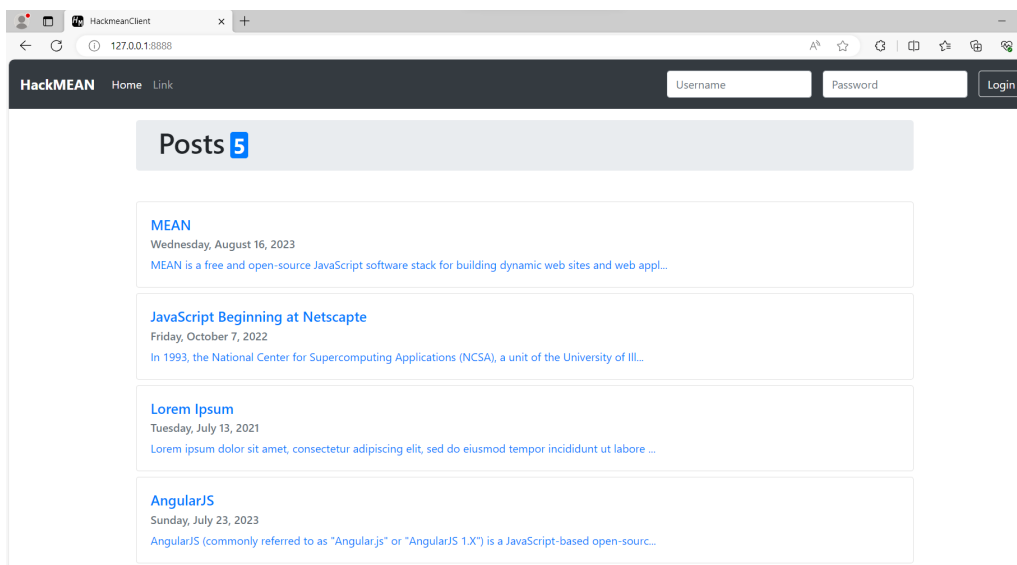 HackmeanClient
127.0.0.1:8888
HackMEAN Home Link Username Password Login
Posts 5
MEAN
Wednesday, August 16, 2023
MEAN is a free and open-source JavaScript software stack for building dynamic web sites and web appl...
JavaScript Beginning at Netscapte
Friday, October 7, 2022
In 1993, the National Center for Supercomputing Applications (NCSA), a unit of the University of Ill...
Lorem Ipsum
Tuesday, July 13, 2021
Lorem ipsum dolor sit amet, consectetur adipiscing elit, sed do eiusmod tempor incididunt ut labore ...
AngularJS
Sunday, July 23, 2023
AngularJS (commonly referred to as "Angular.js" or "AngularJS 1.X") is a JavaScript-based open-sourc...